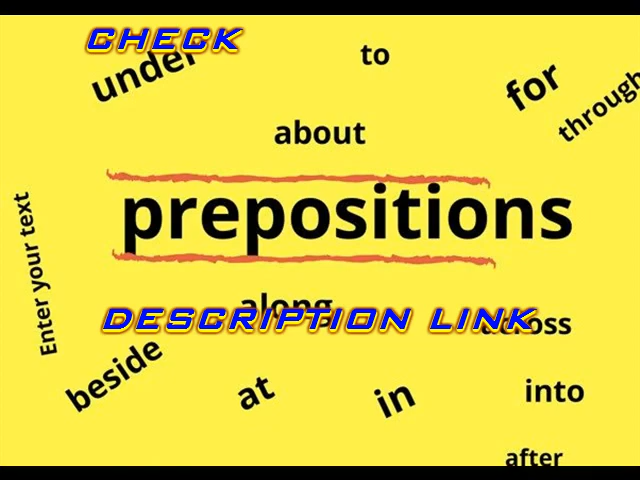 CHECK
under
to
for
through
about
prepositions
Enter your text
along
DESCRIPTION LINK
across
beside
at
in
into
after